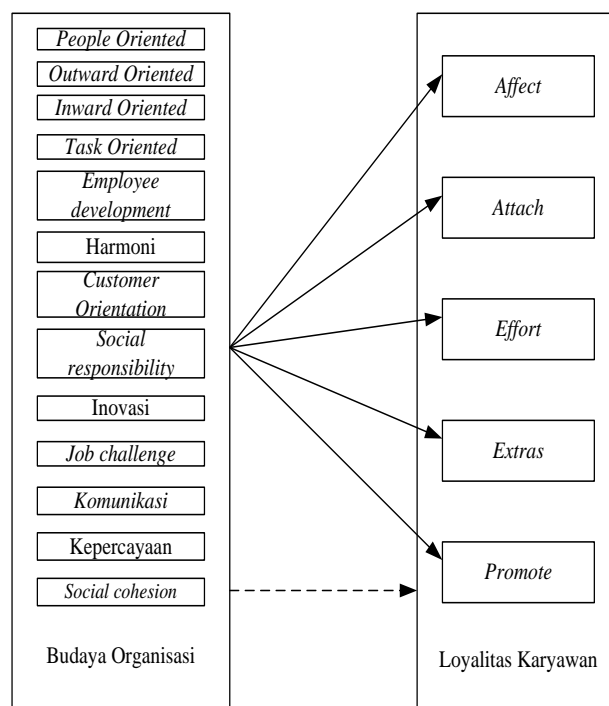 People Oriented
Outward Oriented
Inward Oriented
Task Oriented
Employee
development
Harmoni
Customer
Orientation
Social
responsibility
Inovasi
Job challenge
Komunikasi
Kepercayaan
Social cohesion
Budaya Organisasi
Affect
Attach
Effort
Extras
Promote
Loyalitas Karyawan